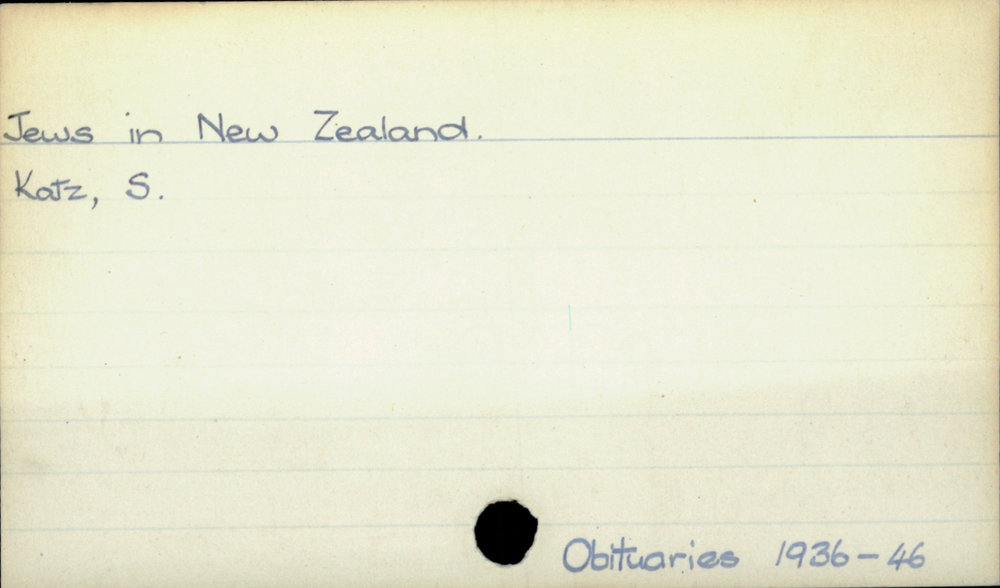 Jews in New Zealand.
Katz, S.
Obituaries 1936-46